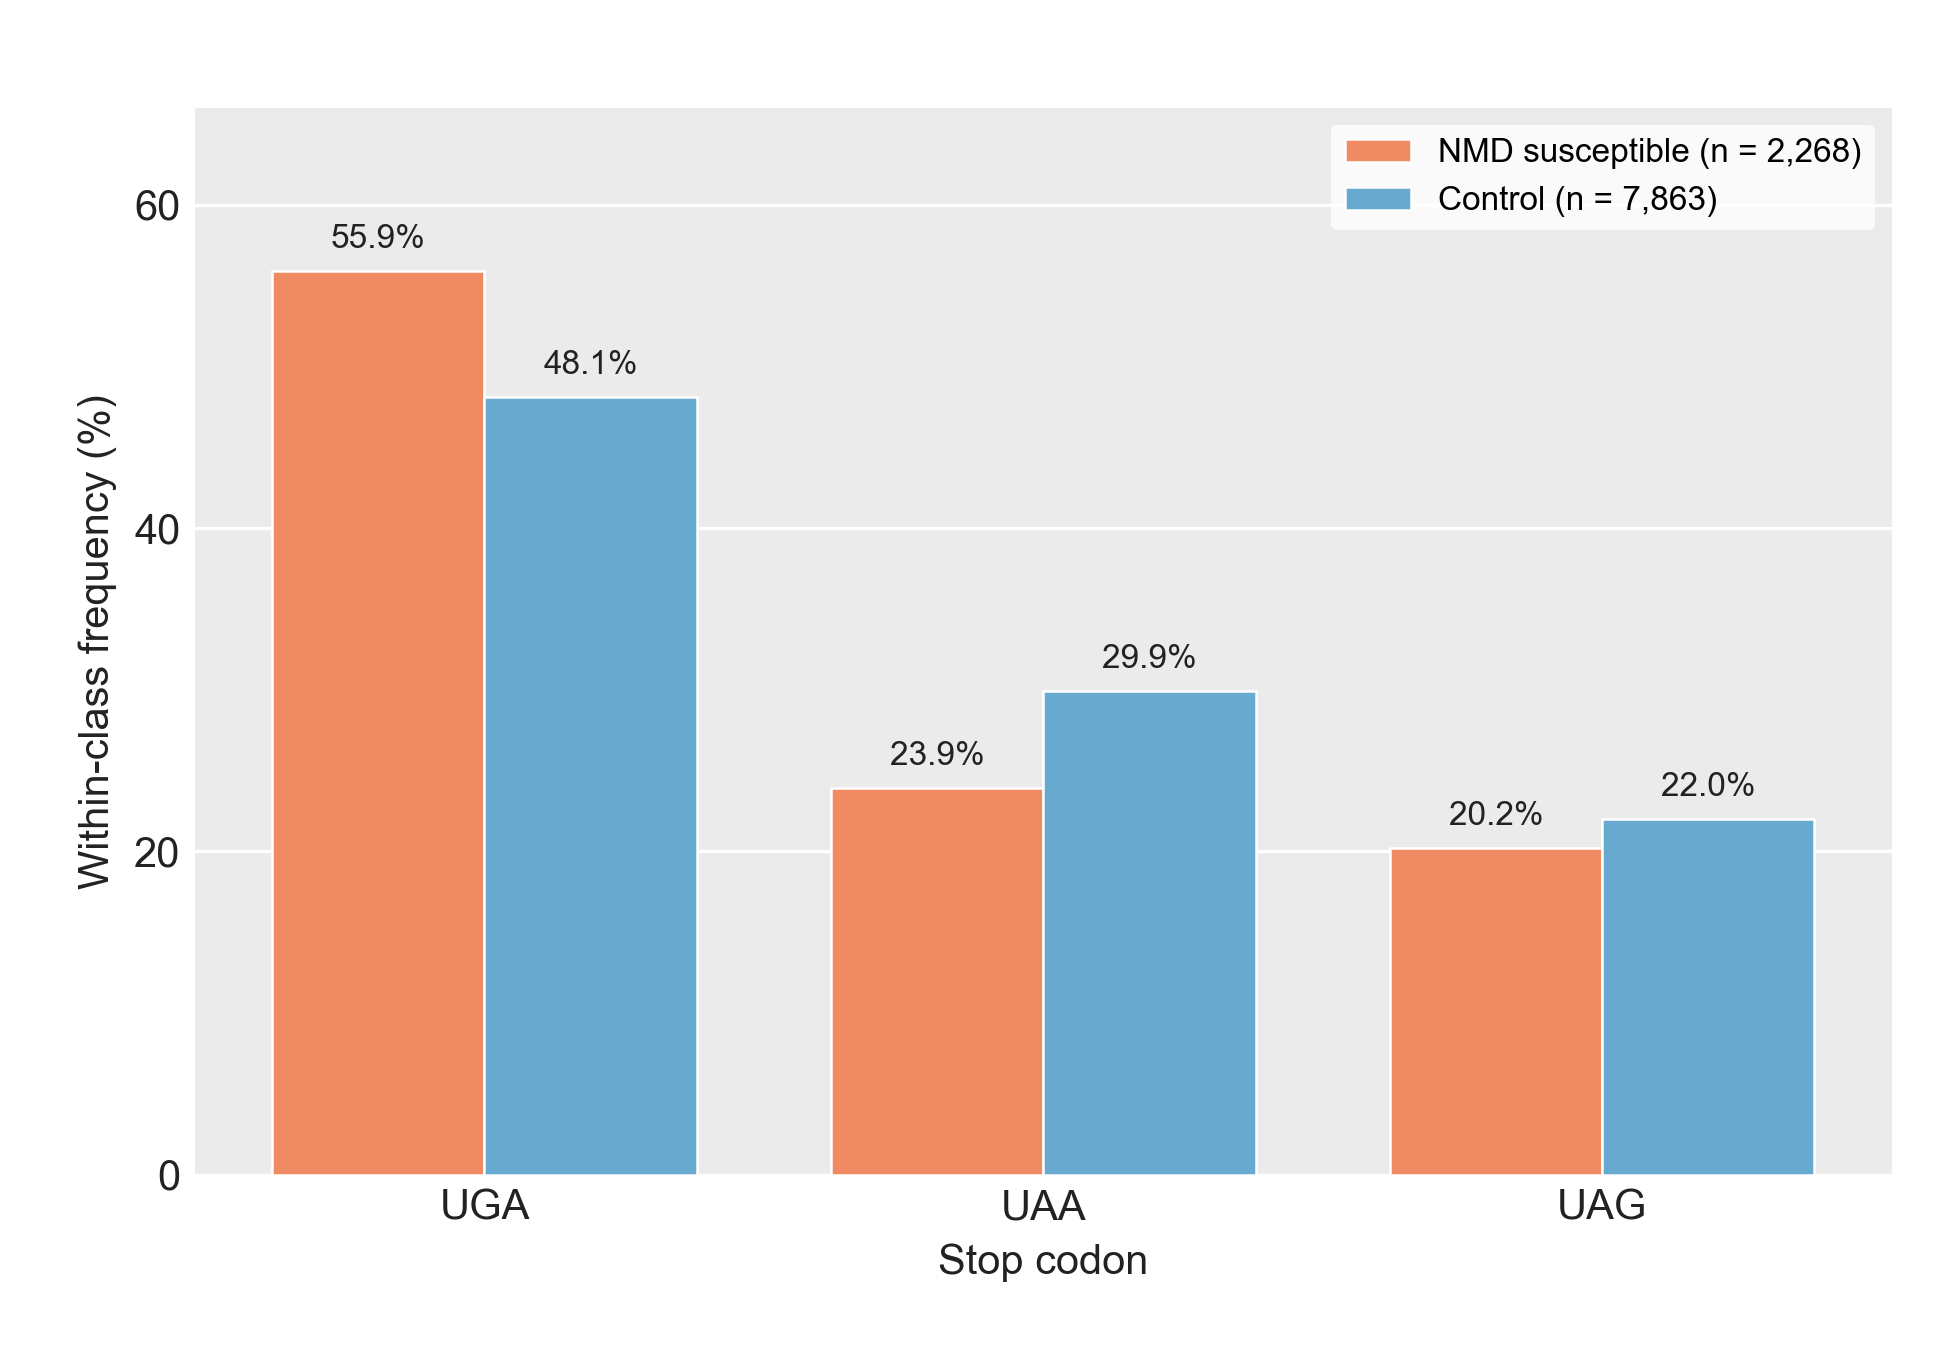 NMD susceptible (n = 2,268)
Control (n = 7,863)
Within-class frequency (%)
60
40
20
0
55.9%
48.1%
23.9%
29.9%
20.2%
22.0%
UGA
UAA
UAG
Stop codon